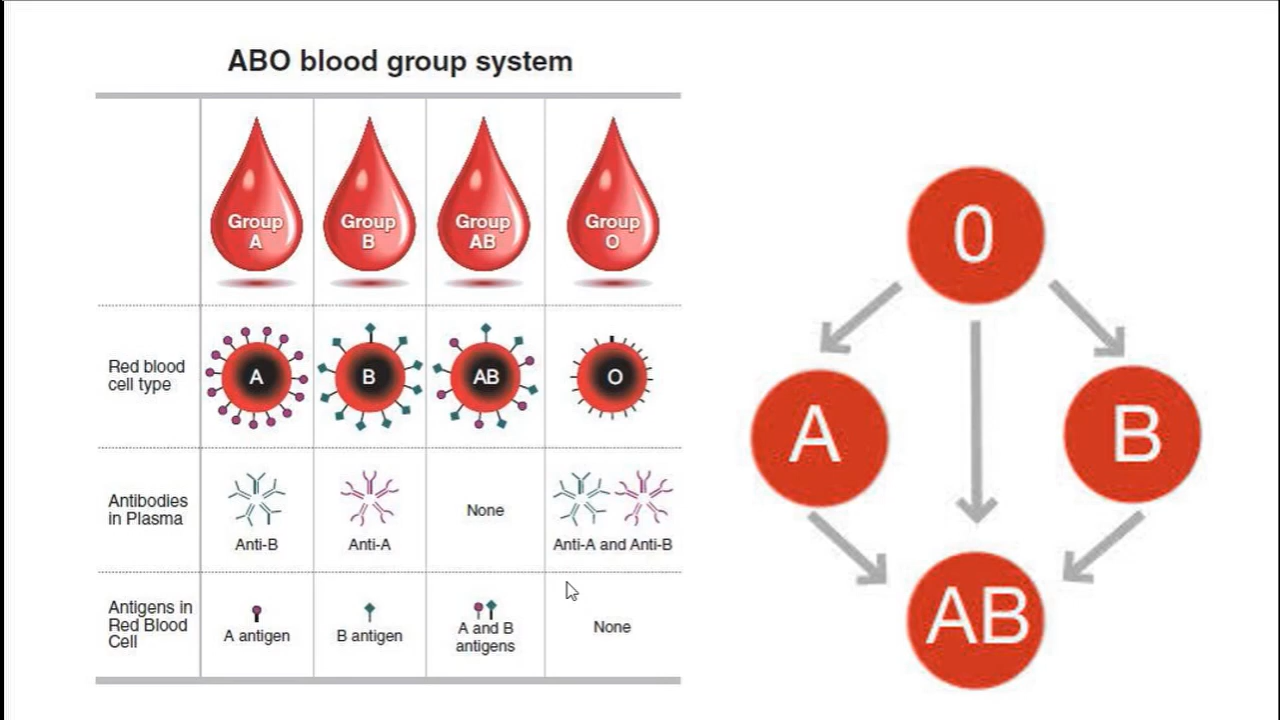 ABO blood group system
Group
A
Group
B
Group
AB
Group
O
Red blood
cell type
A
B
AB
O
Antibodies
in Plasma
Anti-B
Anti-A
None
Anti-A and Anti-B
Antigens in
Red Blood
Cell
A antigen
B antigen
A and B
antigens
None
0
A
B
AB